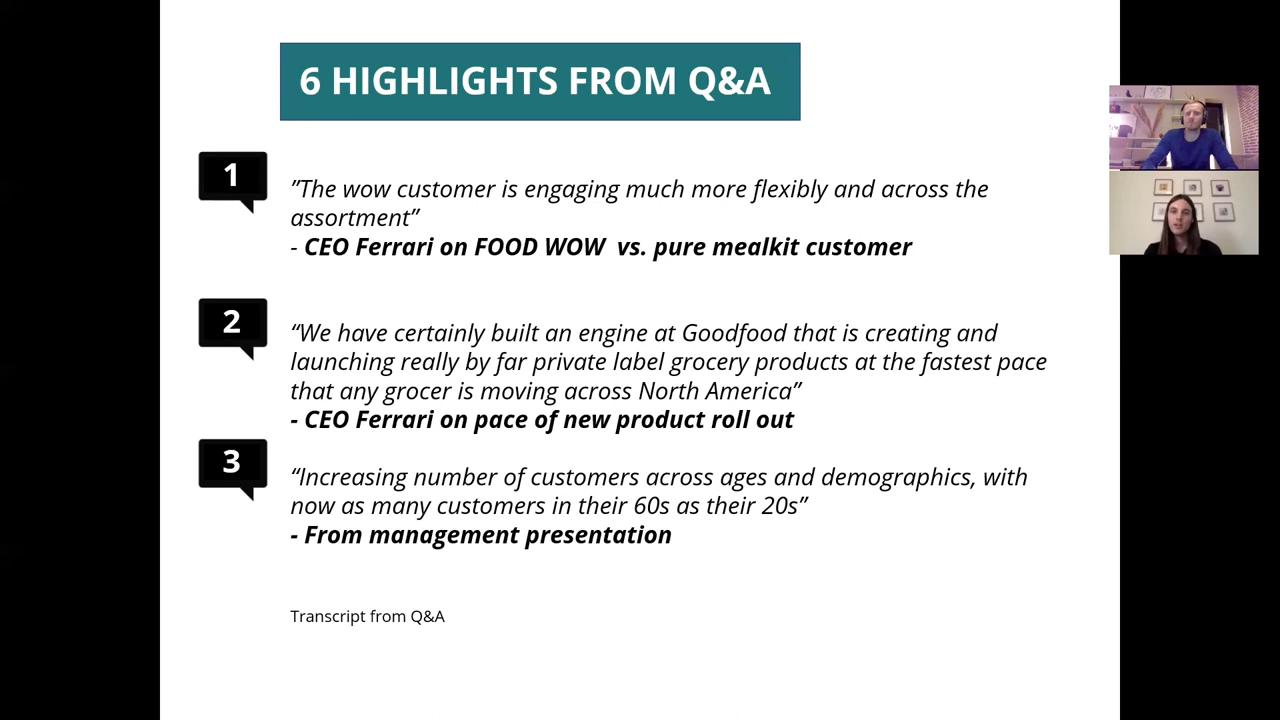 6 HIGHLIGHTS FROM Q&A
1
”The wow customer is engaging much more flexibly and across the
assortment”
- CEO Ferrari on FOOD WOW  vs. pure mealkit customer
2
“We have certainly built an engine at Goodfood that is creating and
launching really by far private label grocery products at the fastest pace
that any grocer is moving across North America”
- CEO Ferrari on pace of new product roll out
3
“Increasing number of customers across ages and demographics, with
now as many customers in their 60s as their 20s”
- From management presentation
Transcript from Q&A